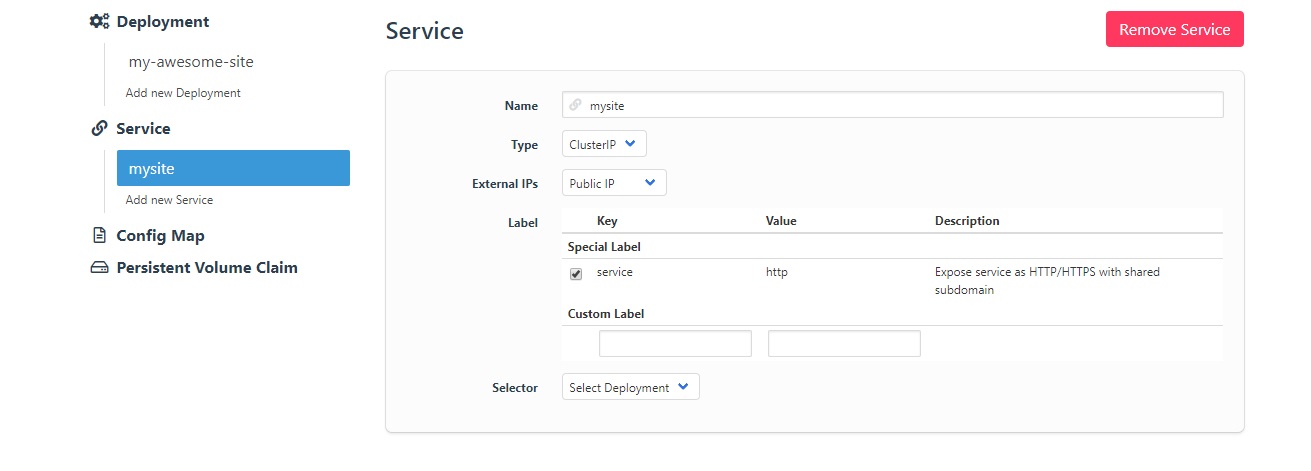 Deployment
my-awesome-site
Add new Deployment
Service
mysite
Add new Service
Config Map
Persistent Volume Claim
Service
Remove Service
Name mysite
Type ClusterIP
External IPs Public IP
Label Key Value Description
Special Label
service http Expose service as HTTP/HTTPS with shared
subdomain
Custom Label
Selector Select Deployment